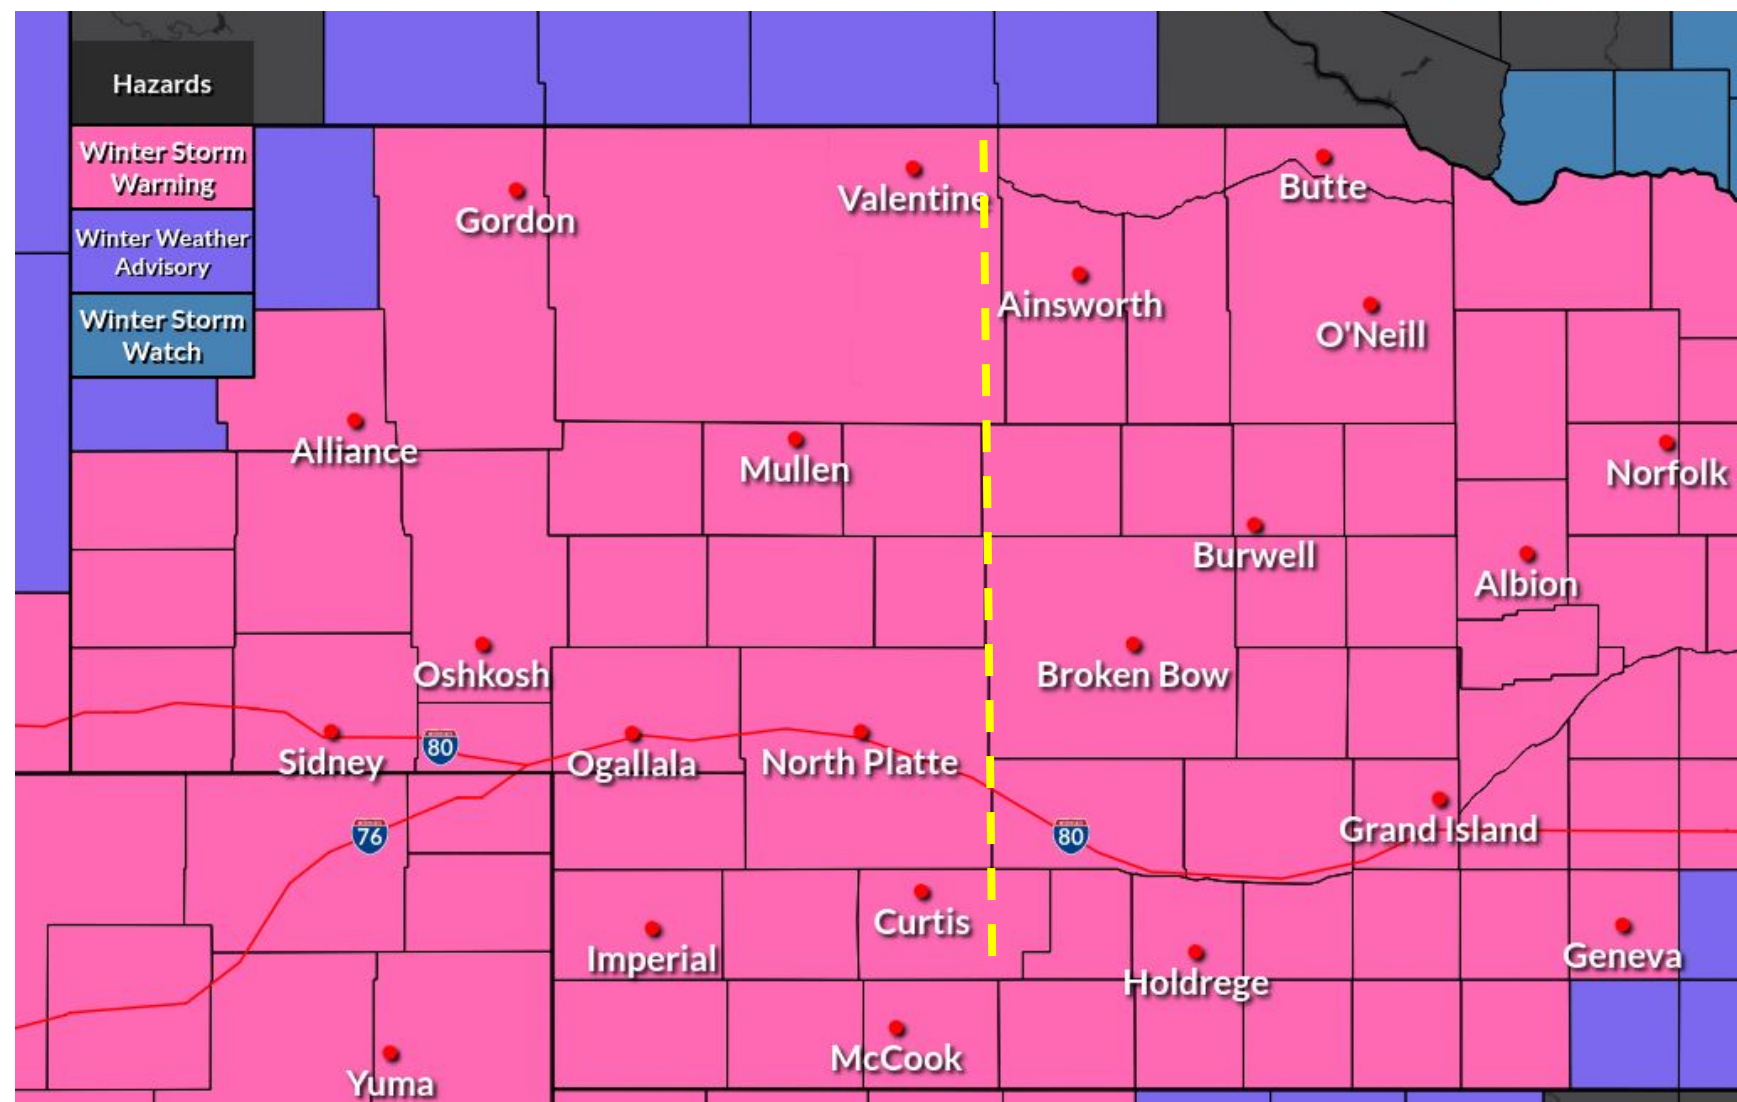 Hazards
Winter Storm
Warning
Winter Weather
Advisory
Winter Storm
Watch
Gordon
Valentine
Butte
Ainsworth
O'Neill
Alliance
Mullen
Norfolk
Burwell
Albion
Oshkosh
Broken Bow
Sidney
80
Ogallala
North Platte
76
80
Grand Island
Curtis
Imperial
Geneva
Holdrege
McCook
Yuma